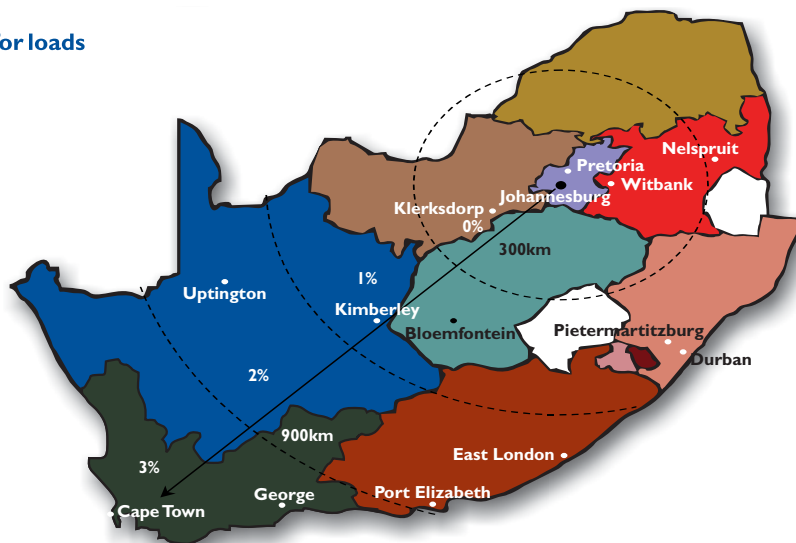 for loads
Nelspruit
Pretoria
Witbank
Johannesburg
Klerksdorp
0%
300km
1%
Uptington
Kimberley
Bloemfontein
Pietermartitzburg
Durban
2%
900km
East London
3%
George
Port Elizabeth
Cape Town